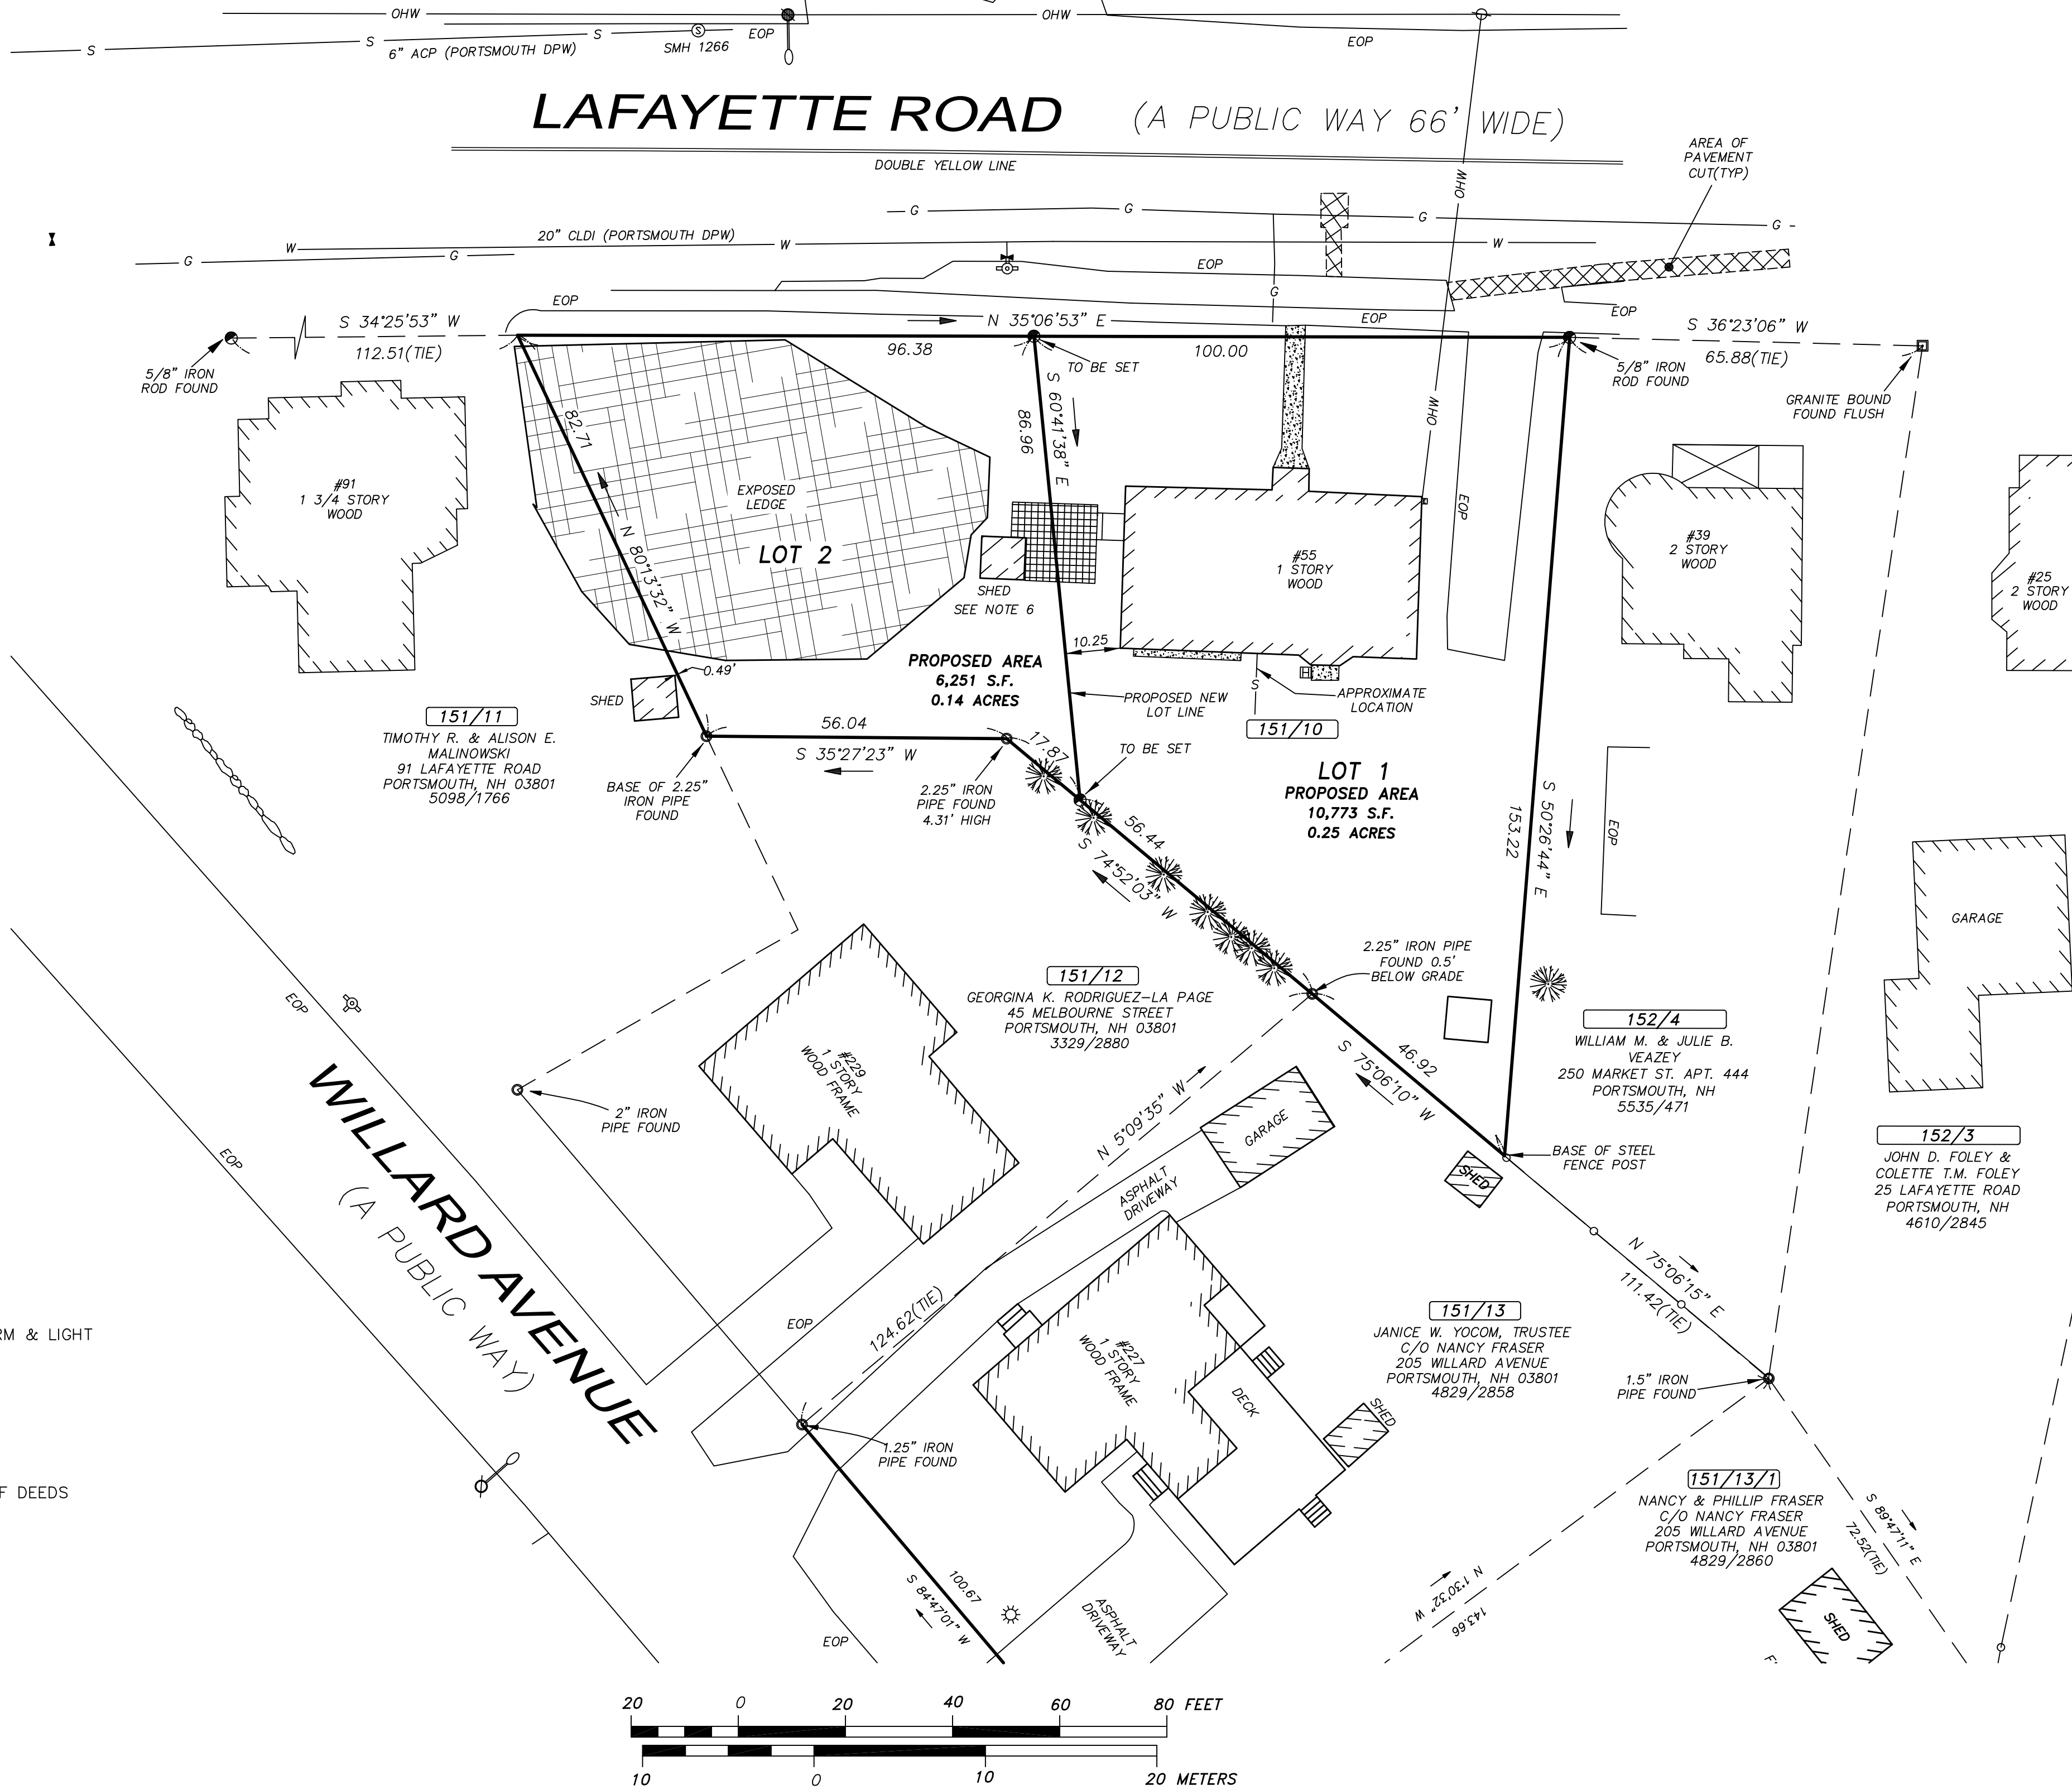 OHW
OHW
S
S
S
S
6" ACP (PORTSMOUTH DPW)
SMH 1266
EOP
EOP
LAFAYETTE ROAD (A PUBLIC WAY 66' WIDE)
DOUBLE YELLOW LINE
AREA OF
PAVEMENT
CUT(TYP)
OHW
G
G
G
G
W
20" CLDI (PORTSMOUTH DPW)
W
W
G
G
EOP
EOP
G
EOP
EOP
S 34°25'53" W
112.51(TIE)
N 35°06'53" E
96.38
100.00
S 36°23'06" W
65.88(TIE)
5/8" IRON
ROD FOUND
TO BE SET
5/8" IRON
ROD FOUND
GRANITE BOUND
FOUND FLUSH
OHW
EOP
#91
1 3/4 STORY
WOOD
82.71
N 80°13'32" W
EXPOSED
LEDGE
LOT 2
S 60°41'38" E
86.96
SHED
SEE NOTE 6
#55
1 STORY
WOOD
#39
2 STORY
WOOD
#25
2 STORY
WOOD
10.25
0.49'
SHED
PROPOSED AREA
6,251 S.F.
0.14 ACRES
PROPOSED NEW
LOT LINE
S
APPROXIMATE
LOCATION
151/10
151/11
TIMOTHY R. & ALISON E.
MALINOWSKI
91 LAFAYETTE ROAD
PORTSMOUTH, NH 03801
5098/1766
56.04
S 35°27'23" W
17.87
TO BE SET
BASE OF 2.25"
IRON PIPE
FOUND
2.25" IRON
PIPE FOUND
4.31' HIGH
LOT 1
PROPOSED AREA
10,773 S.F.
0.25 ACRES
S 50°26'44" E
153.22
EOP
56.44
S 74°52'03" W
GARAGE
2.25" IRON PIPE
FOUND 0.5'
BELOW GRADE
151/12
GEORGINA K. RODRIGUEZ-LA PAGE
45 MELBOURNE STREET
PORTSMOUTH, NH 03801
3329/2880
152/4
WILLIAM M. & JULIE B.
VEAZEY
250 MARKET ST. APT. 444
PORTSMOUTH, NH
5535/471
EOP
EOP
#229
1 STORY
WOOD FRAME
2" IRON
PIPE FOUND
WILLARD AVENUE
(A PUBLIC WAY)
46.92
S 75°06'10" W
N 5°09'35" W
124.62(TIE)
GARAGE
ASPHALT
DRIVEWAY
BASE OF STEEL
FENCE POST
SHED
152/3
JOHN D. FOLEY &
COLETTE T.M. FOLEY
25 LAFAYETTE ROAD
PORTSMOUTH, NH
4610/2845
N 75°06'15" E
111.42(TIE)
RM & LIGHT
EOP
#227
1 STORY
WOOD FRAME
DECK
SHED
151/13
JANICE W. YOCOM, TRUSTEE
C/O NANCY FRASER
205 WILLARD AVENUE
PORTSMOUTH, NH 03801
4829/2858
1.5" IRON
PIPE FOUND
1.25" IRON
PIPE FOUND
F DEEDS
151/13/1
NANCY & PHILLIP FRASER
C/O NANCY FRASER
205 WILLARD AVENUE
PORTSMOUTH, NH 03801
4829/2860
S 89°47'11" E
72.52(TIE)
100.67
S 84°47'01" W
EOP
ASPHALT
DRIVEWAY
N 1°30'32" W
143.66
SHED
20 0 20 40 60 80 FEET
10 0 10 20 METERS